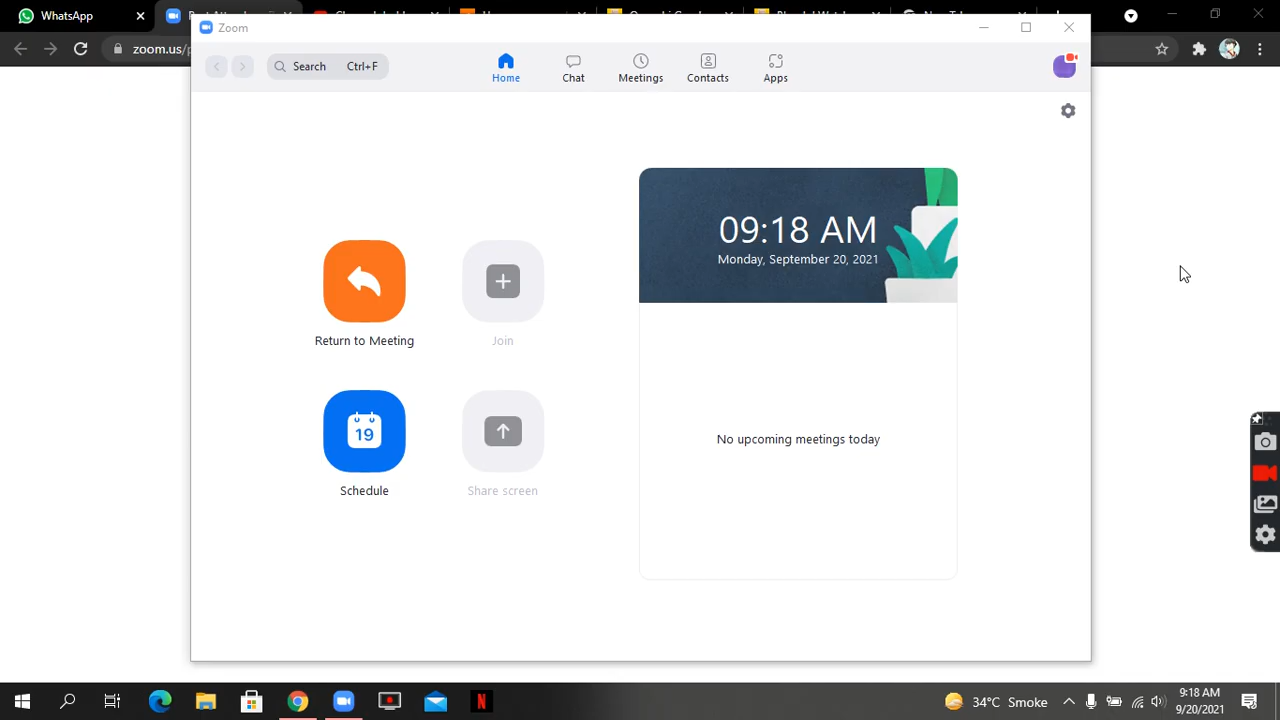 WhatsApp
Zoom
zoom.us/p
Search Ctrl+F
Home
Chat
Meetings
Contacts
Apps
09:18 AM
Monday, September 20, 2021
Return to Meeting
Join
19
Schedule
Share screen
No upcoming meetings today
34°C Smoke
9:18 AM
9/20/2021